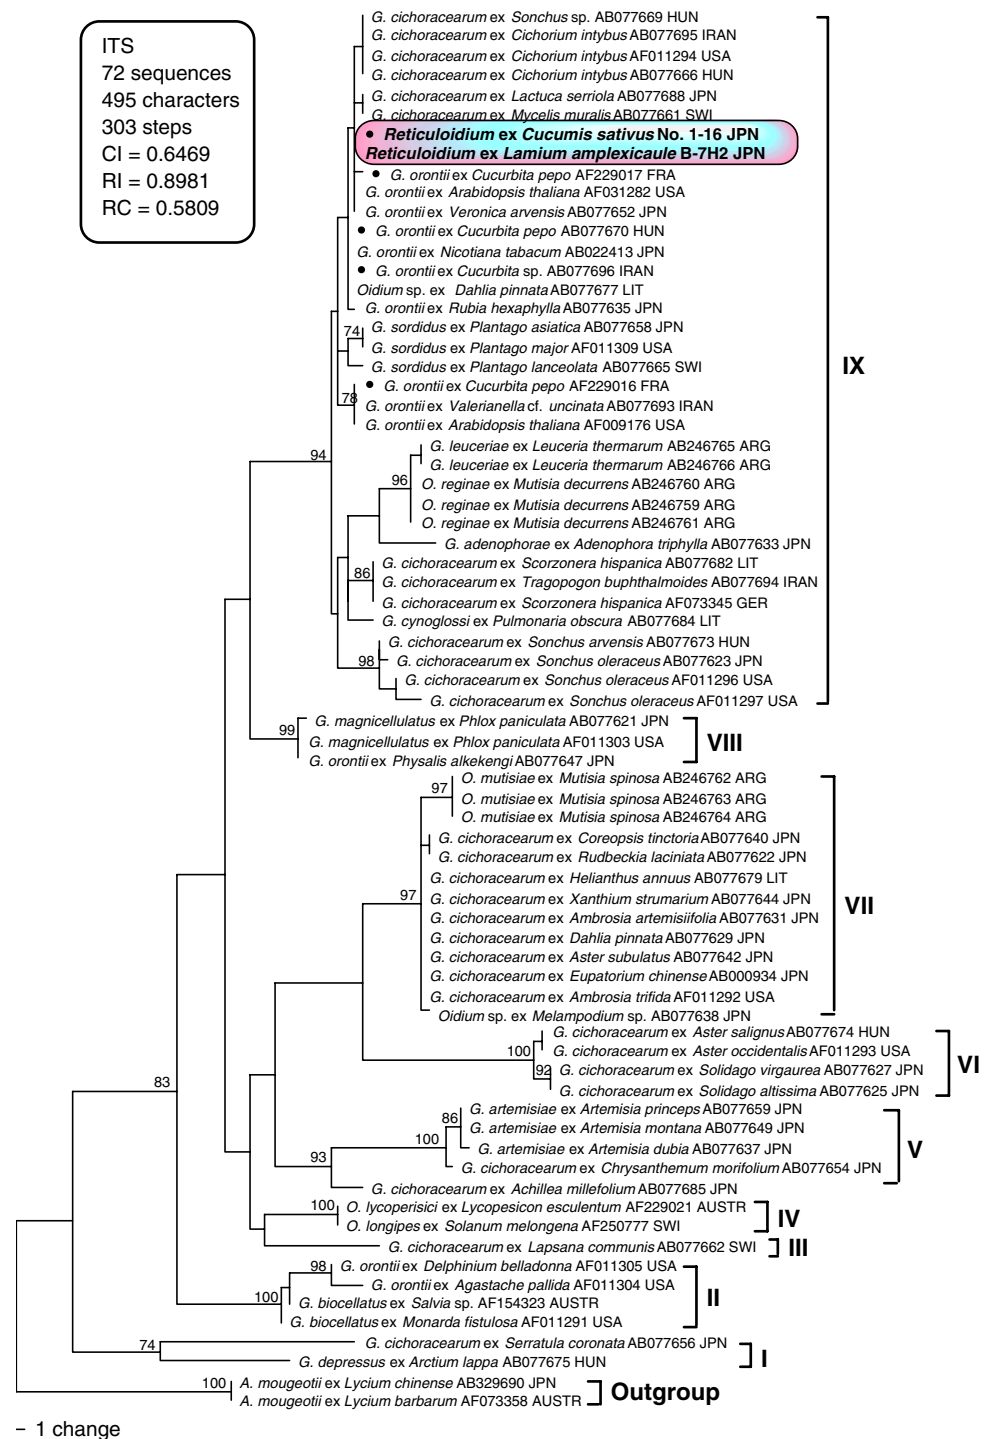 ITS
72 sequences
495 characters
303 steps
CI = 0.6469
RI = 0.8981
RC = 0.5809
G. cichoracearum ex Sonchus sp. AB077669 HUN
G. cichoracearum ex Cichorium intybus AB077695 IRAN
G. cichoracearum ex Cichorium intybus AF011294 USA
G. cichoracearum ex Cichorium intybus AB077666 HUN
G. cichoracearum ex Lactuca serriola AB077688 JPN
G. cichoracearum ex Mycelis muralis AB077661 SWI
• Reticuloidium ex Cucumis sativus No. 1-16 JPN
Reticuloidium ex Lamium amplexicaule B-7H2 JPN
• G. orontii ex Cucurbita pepo AF229017 FRA
G. orontii ex Arabidopsis thaliana AF031282 USA
G. orontii ex Veronica arvensis AB077652 JPN
• G. orontii ex Cucurbita pepo AB077670 HUN
G. orontii ex Nicotiana tabacum AB022413 JPN
• G. orontii ex Cucurbita sp. AB077696 IRAN
Oidium sp. ex Dahlia pinnata AB077677 LIT
G. orontii ex Rubia hexaphylla AB077635 JPN
74
G. sordidus ex Plantago asiatica AB077658 JPN
G. sordidus ex Plantago major AF011309 USA
G. sordidus ex Plantago lanceolata AB077665 SWI
IX
• G. orontii ex Cucurbita pepo AF229016 FRA
78
G. orontii ex Valerianella cf. uncinata AB077693 IRAN
G. orontii ex Arabidopsis thaliana AF009176 USA
94
G. leuceriae ex Leuceria thermarum AB246765 ARG
G. leuceriae ex Leuceria thermarum AB246766 ARG
96
O. reginae ex Mutisia decurrens AB246760 ARG
O. reginae ex Mutisia decurrens AB246759 ARG
O. reginae ex Mutisia decurrens AB246761 ARG
G. adenophorae ex Adenophora triphylla AB077633 JPN
G. cichoracearum ex Scorzonera hispanica AB077682 LIT
86
G. cichoracearum ex Tragopogon buphthalmoides AB077694 IRAN
G. cichoracearum ex Scorzonera hispanica AF073345 GER
G. cynoglossi ex Pulmonaria obscura AB077684 LIT
G. cichoracearum ex Sonchus arvensis AB077673 HUN
98
G. cichoracearum ex Sonchus oleraceus AB077623 JPN
G. cichoracearum ex Sonchus oleraceus AF011296 USA
G. cichoracearum ex Sonchus oleraceus AF011297 USA
G. magnicellulatus ex Phlox paniculata AB077621 JPN
99
G. magnicellulatus ex Phlox paniculata AF011303 USA
VIII
G. orontii ex Physalis alkekengi AB077647 JPN
O. mutisiae ex Mutisia spinosa AB246762 ARG
97
O. mutisiae ex Mutisia spinosa AB246763 ARG
O. mutisiae ex Mutisia spinosa AB246764 ARG
G. cichoracearum ex Coreopsis tinctoria AB077640 JPN
G. cichoracearum ex Rudbeckia laciniata AB077622 JPN
G. cichoracearum ex Helianthus annuus AB077679 LIT
97
G. cichoracearum ex Xanthium strumarium AB077644 JPN
VII
G. cichoracearum ex Ambrosia artemisiifolia AB077631 JPN
G. cichoracearum ex Dahlia pinnata AB077629 JPN
G. cichoracearum ex Aster subulatus AB077642 JPN
G. cichoracearum ex Eupatorium chinense AB000934 JPN
G. cichoracearum ex Ambrosia trifida AF011292 USA
Oidium sp. ex Melampodium sp. AB077638 JPN
G. cichoracearum ex Aster salignus AB077674 HUN
100
G. cichoracearum ex Aster occidentalis AF011293 USA
VI
92
G. cichoracearum ex Solidago virgaurea AB077627 JPN
G. cichoracearum ex Solidago altissima AB077625 JPN
83
G. artemisiae ex Artemisia princeps AB077659 JPN
86
G. artemisiae ex Artemisia montana AB077649 JPN
100
G. artemisiae ex Artemisia dubia AB077637 JPN
V
93
G. cichoracearum ex Chrysanthemum morifolium AB077654 JPN
G. cichoracearum ex Achillea millefolium AB077685 JPN
100
O. lycoperisici ex Lycopesicon esculentum AF229021 AUSTR
IV
O. longipes ex Solanum melongena AF250777 SWI
G. cichoracearum ex Lapsana communis AB077662 SWI
III
98
G. orontii ex Delphinium belladonna AF011305 USA
G. orontii ex Agastache pallida AF011304 USA
100
G. biocellatus ex Salvia sp. AF154323 AUSTR
II
G. biocellatus ex Monarda fistulosa AF011291 USA
74
G. cichoracearum ex Serratula coronata AB077656 JPN
I
G. depressus ex Arctium lappa AB077675 HUN
100
A. mougeotii ex Lycium chinense AB329690 JPN
Outgroup
A. mougeotii ex Lycium barbarum AF073358 AUSTR
– 1 change